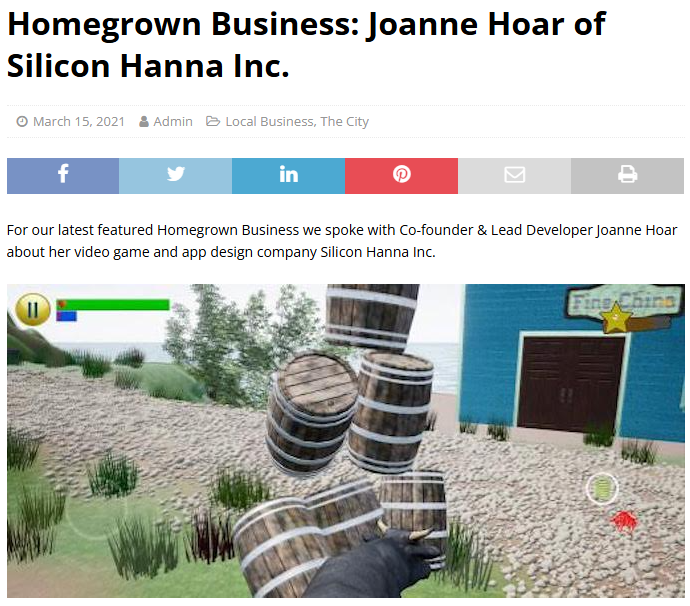 Homegrown Business: Joanne Hoar of
Silicon Hanna Inc.
March 15, 2021 Admin Local Business, The City
For our latest featured Homegrown Business we spoke with Co-founder & Lead Developer Joanne Hoar
about her video game and app design company Silicon Hanna Inc.
Fine China